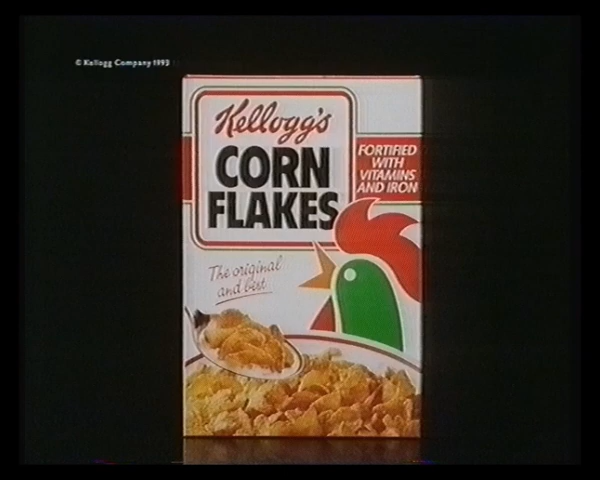 © Kellogg Company 1993
Kellogg's
CORN
FLAKES
FORTIFIED
WITH
VITAMINS
AND IRON
The original
and best